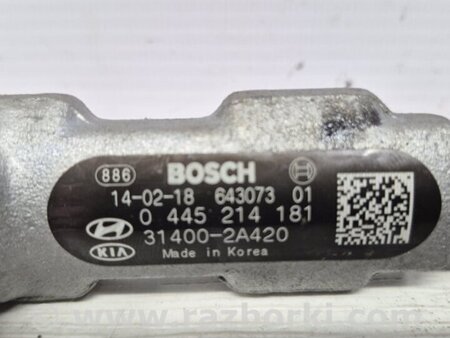 886 BOSCH
14-02-18 643073 01
0 445 214 181
31400-2A420
KIA Made in Korea
© www.razborki.com